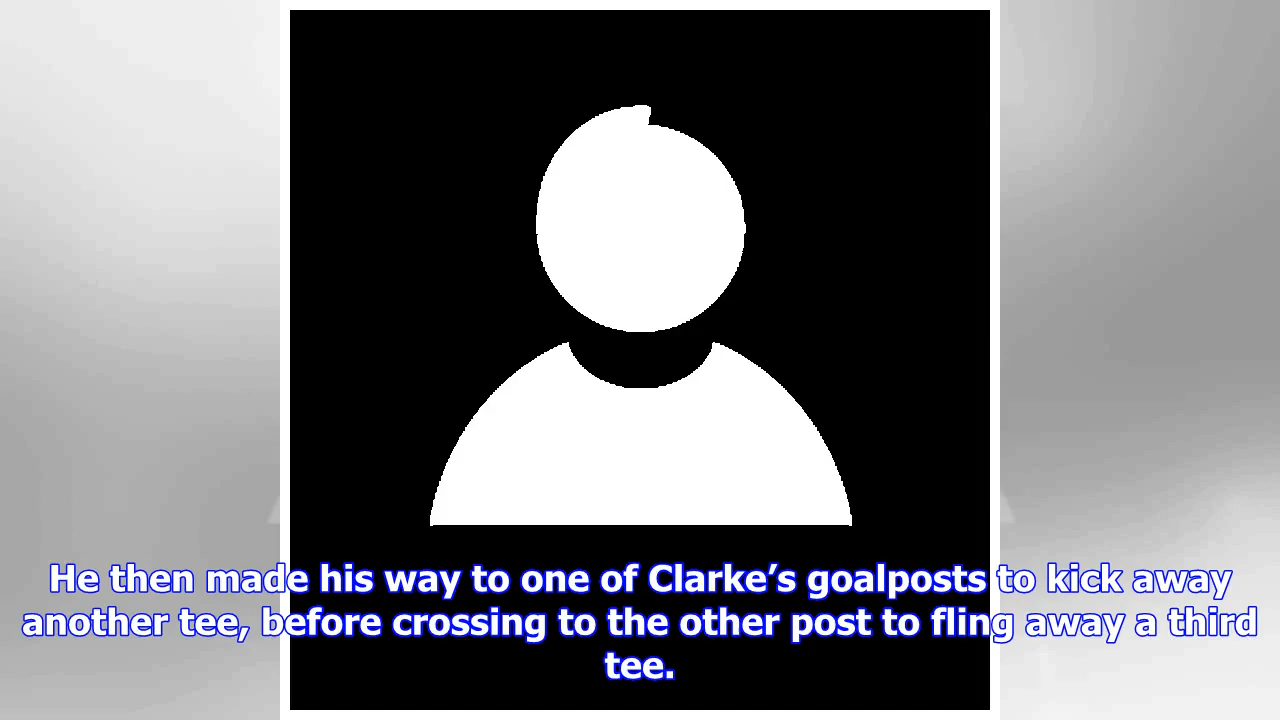 He then made his way to one of Clarke’s goalposts to kick away
another tee, before crossing to the other post to fling away a third
tee.